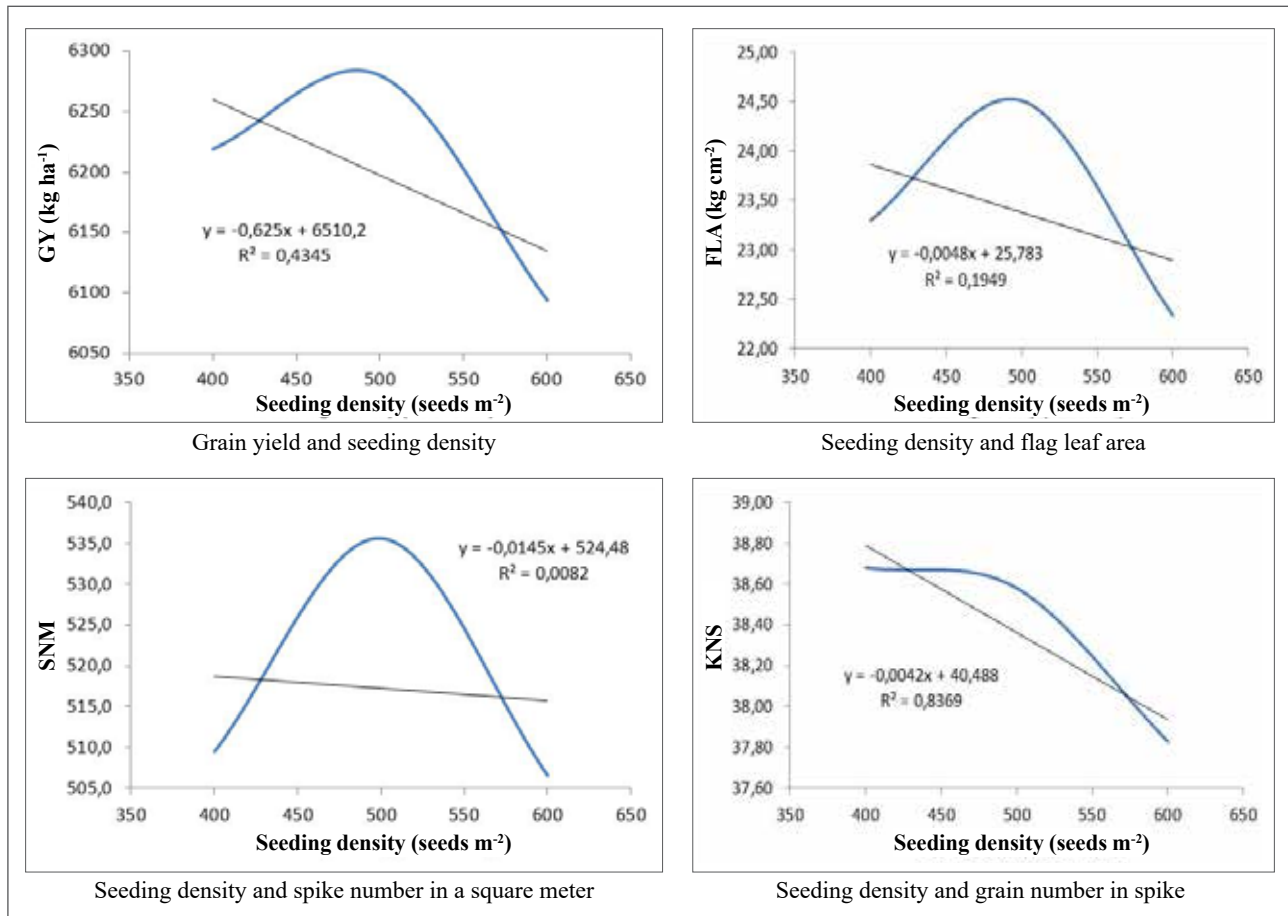 6300
6250
6200
6150
6100
6050
GY (kg ha⁻¹)
y = -0,625x + 6510,2
R² = 0,4345
350 400 450 500 550 600 650
Seeding density (seeds m⁻²)
Grain yield and seeding density
25,00
24,50
24,00
23,50
23,00
22,50
22,00
FLA (kg cm⁻²)
y = -0,0048x + 25,783
R² = 0,1949
350 400 450 500 550 600 650
Seeding density (seeds m⁻²)
Seeding density and flag leaf area
540,0
535,0
530,0
525,0
520,0
515,0
510,0
505,0
SNM
y = -0,0145x + 524,48
R² = 0,0082
350 400 450 500 550 600 650
Seeding density (seeds m⁻²)
Seeding density and spike number in a square meter
39,00
38,80
38,60
38,40
38,20
38,00
37,80
37,60
KNS
y = -0,0042x + 40,488
R² = 0,8369
350 400 450 500 550 600 650
Seeding density (seeds m⁻²)
Seeding density and grain number in spike